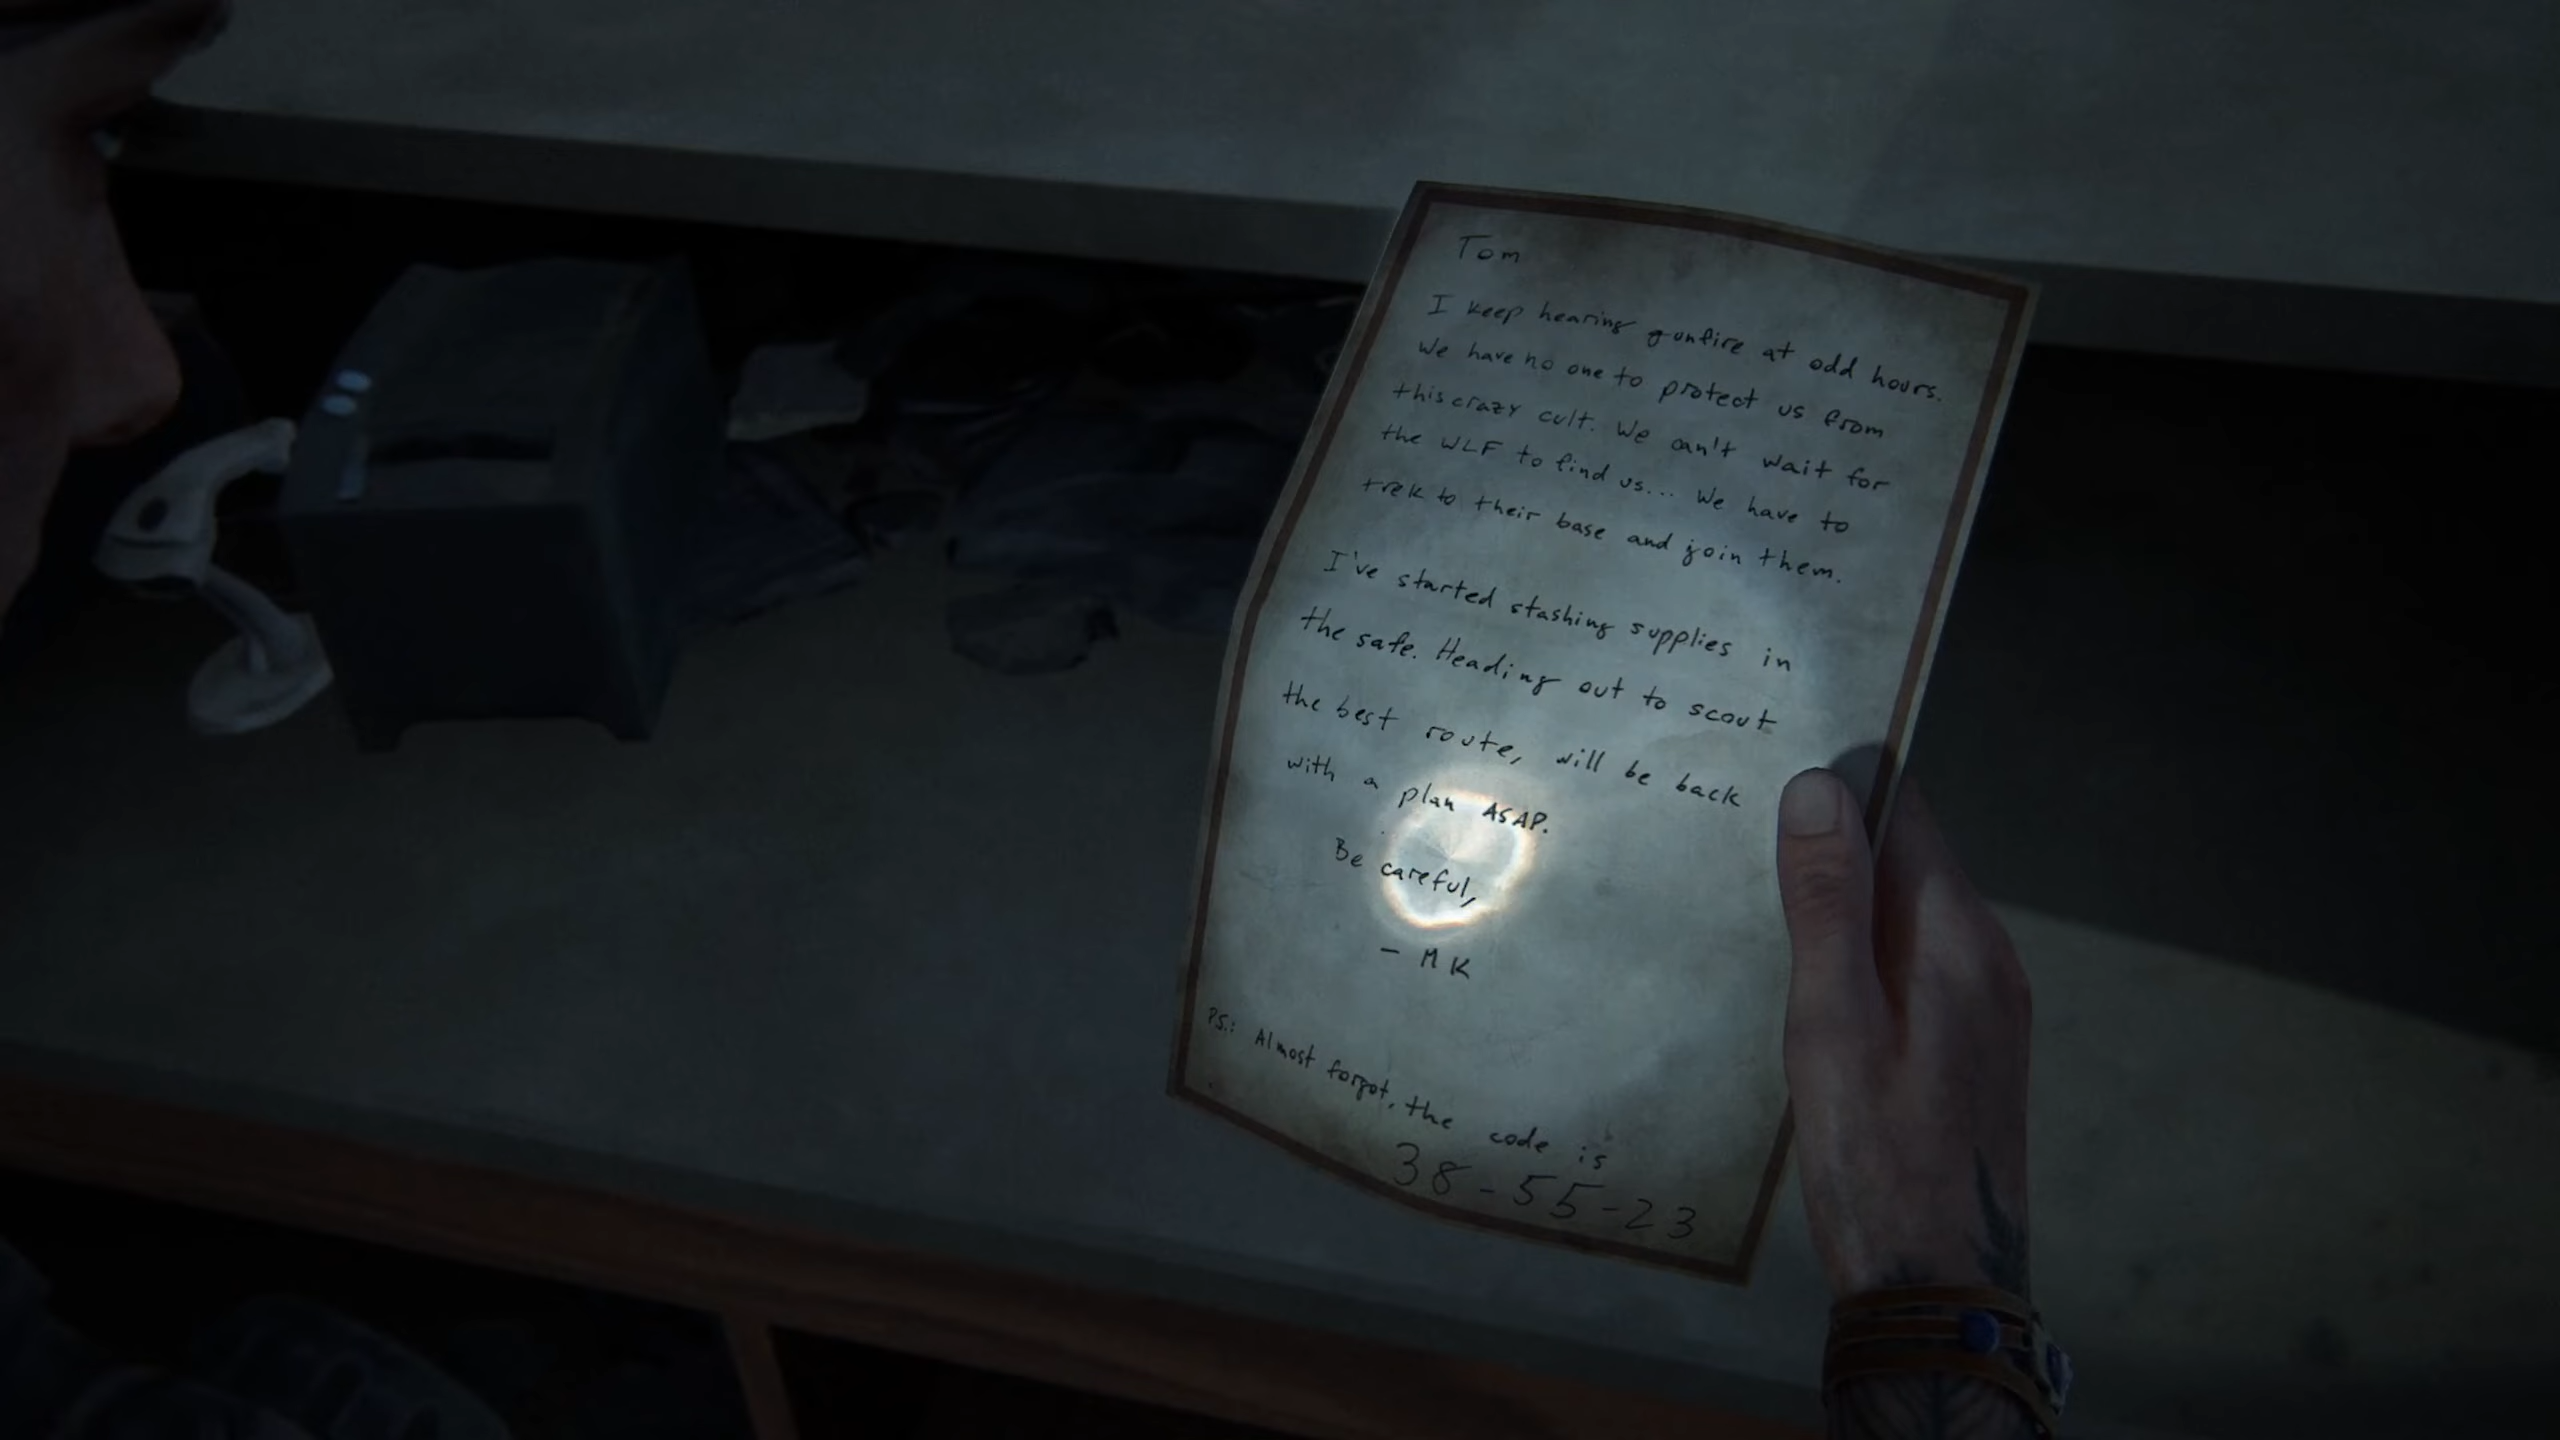 Tom
I keep hearing gunfire at odd hours.
We have no one to protect us from
this crazy cult. We can't wait for
the WLF to find us... We have to
trek to their base and join them.
I've started stashing supplies in
the safe. Heading out to scout
the best route, will be back
with a plan ASAP.
Be careful,
- MK
PS.: Almost forgot, the code is
38-55-23